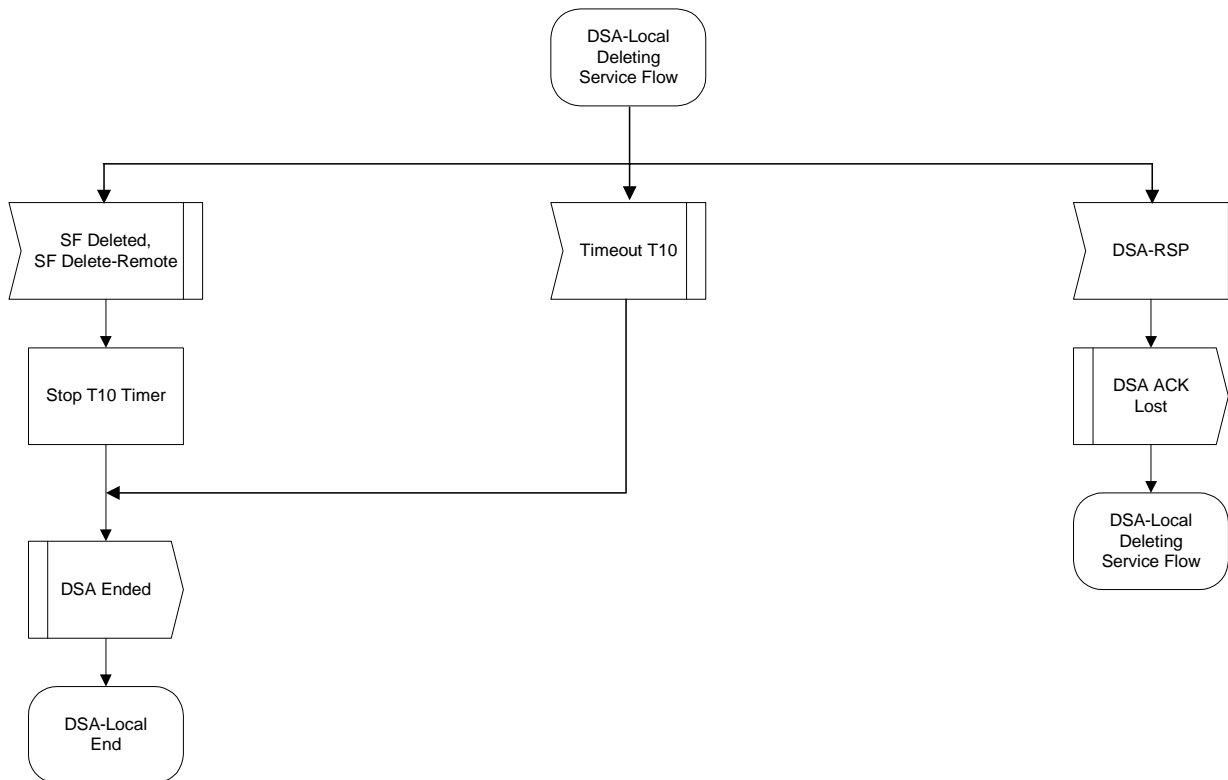 DSA-Local
Deleting
Service Flow
SF Deleted,
SF Delete-Remote
Timeout T10
DSA-RSP
Stop T10 Timer
DSA ACK
Lost
DSA-Local
Deleting
Service Flow
DSA Ended
DSA-Local
End